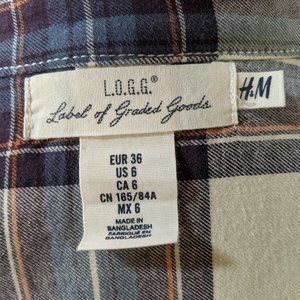 L.O.G.G.®
Label of Graded Goods
H&M
EUR 36
US 6
CA 6
CN 165/84A
MX 6
MADE IN
BANGLADESH
FABRIQUÉ EN
BANGLADESH